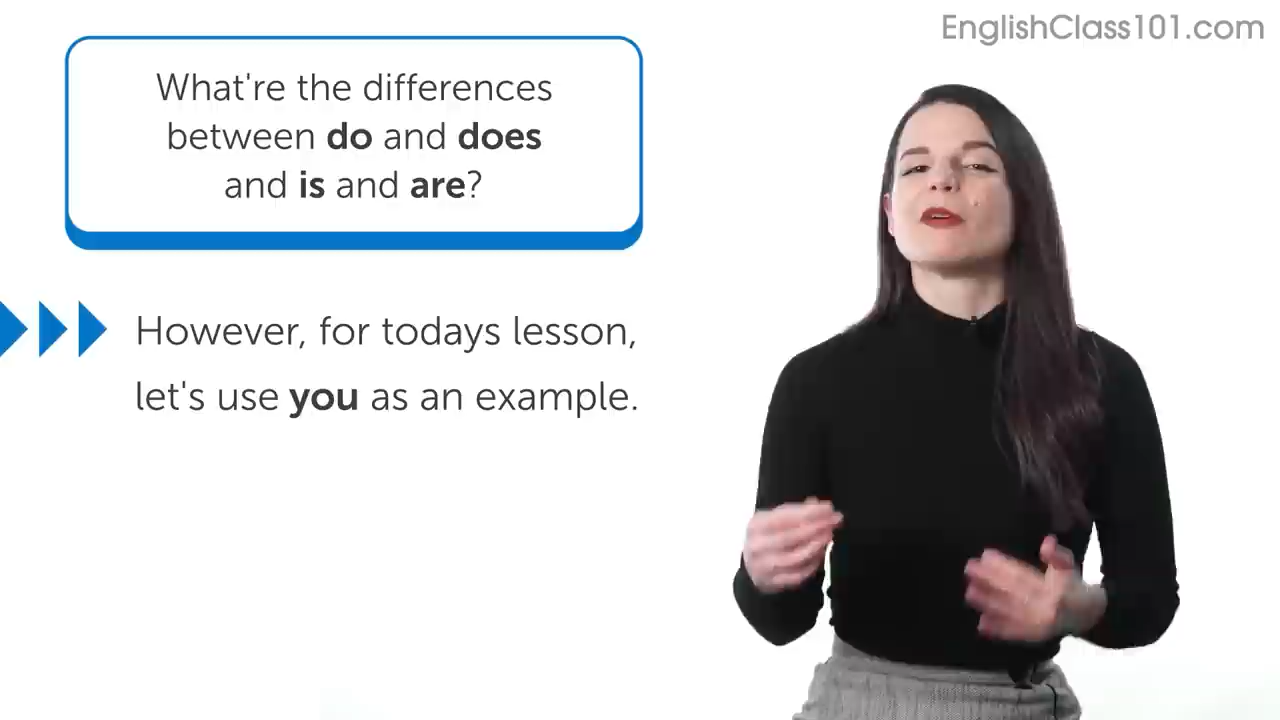 EnglishClass101.com
What're the differences
between do and does
and is and are?
However, for todays lesson,
let's use you as an example.